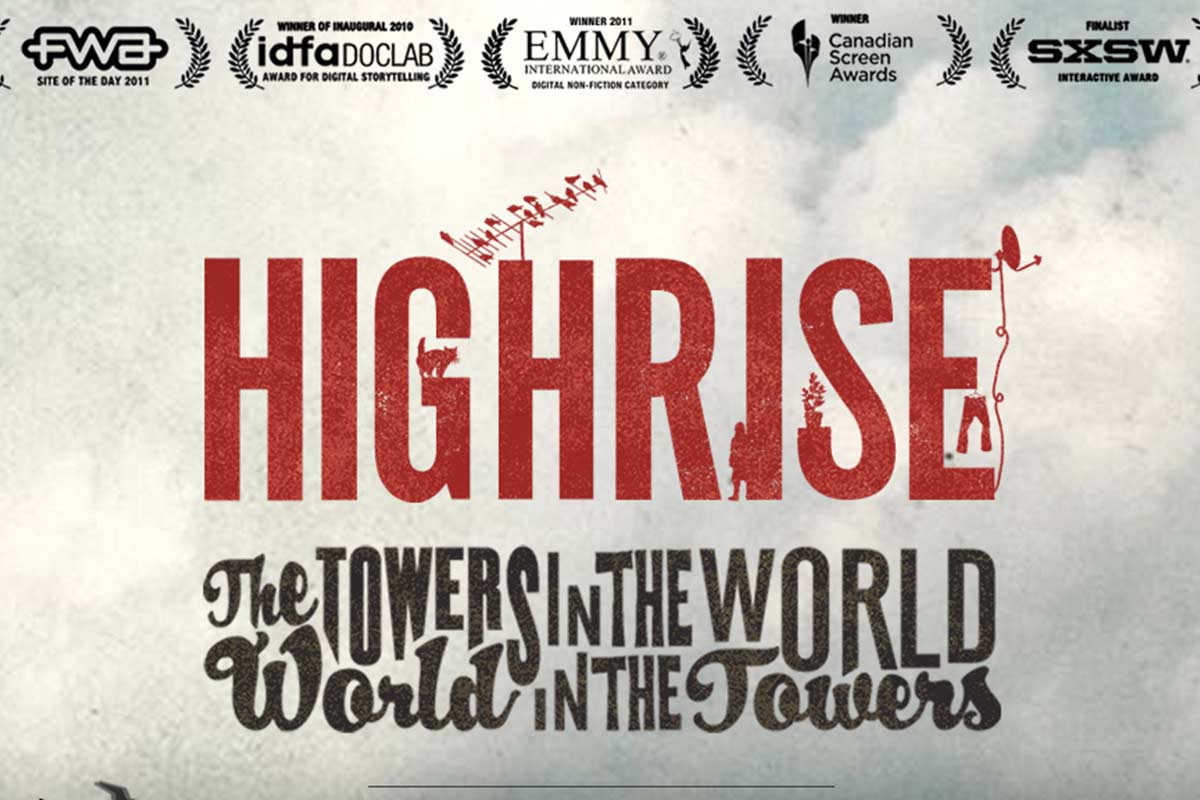 FWA
SITE OF THE DAY 2011
WINNER OF INAUGURAL 2010
idfa DOCLAB
AWARD FOR DIGITAL STORYTELLING
WINNER 2011
EMMY®
INTERNATIONAL AWARD
DIGITAL NON-FICTION CATEGORY
WINNER
Canadian
Screen
Awards
FINALIST
SXSW.
INTERACTIVE AWARD
HIGHRISE
The TOWERS IN THE WORLD
World IN THE Towers